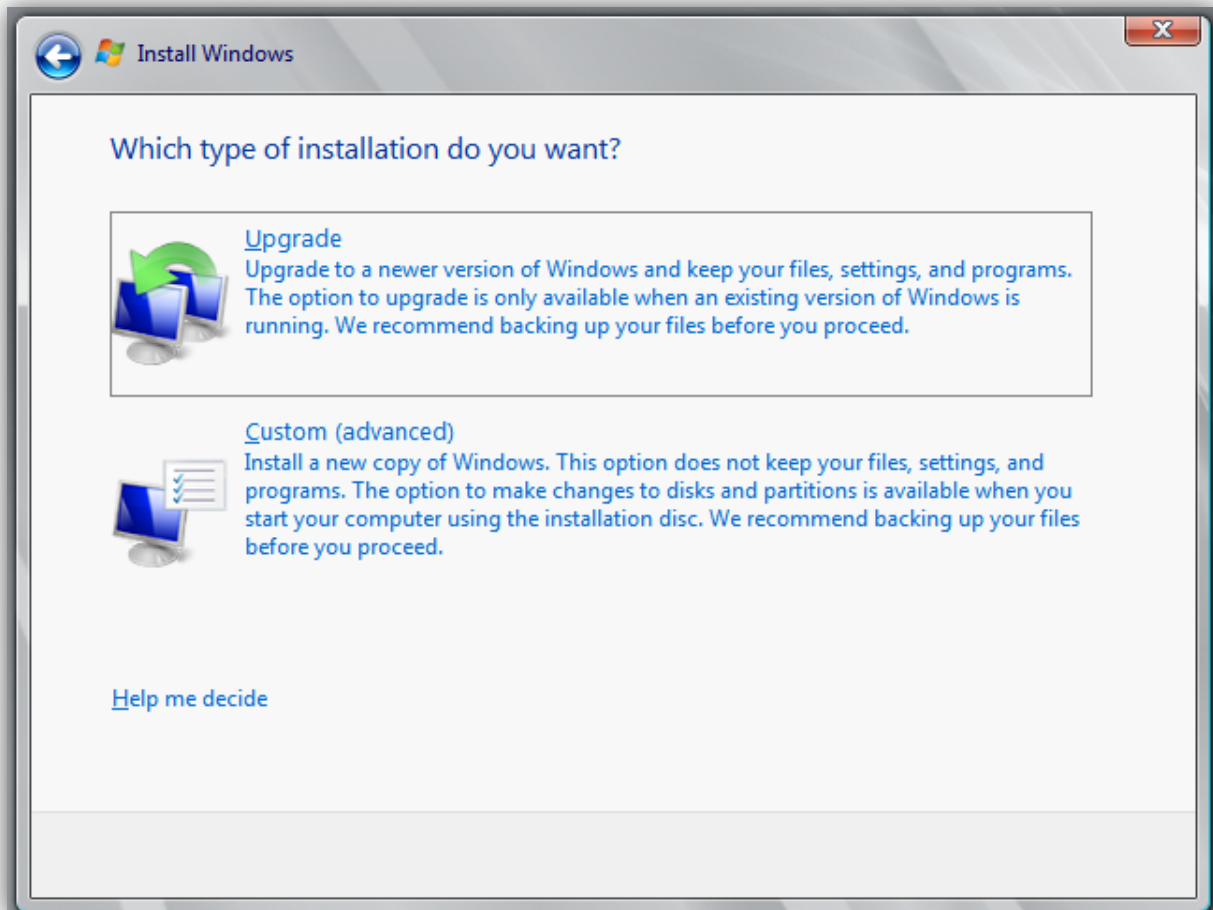 Install Windows
Which type of installation do you want?
Upgrade
Upgrade to a newer version of Windows and keep your files, settings, and programs.
The option to upgrade is only available when an existing version of Windows is
running. We recommend backing up your files before you proceed.
Custom (advanced)
Install a new copy of Windows. This option does not keep your files, settings, and
programs. The option to make changes to disks and partitions is available when you
start your computer using the installation disc. We recommend backing up your files
before you proceed.
Help me decide